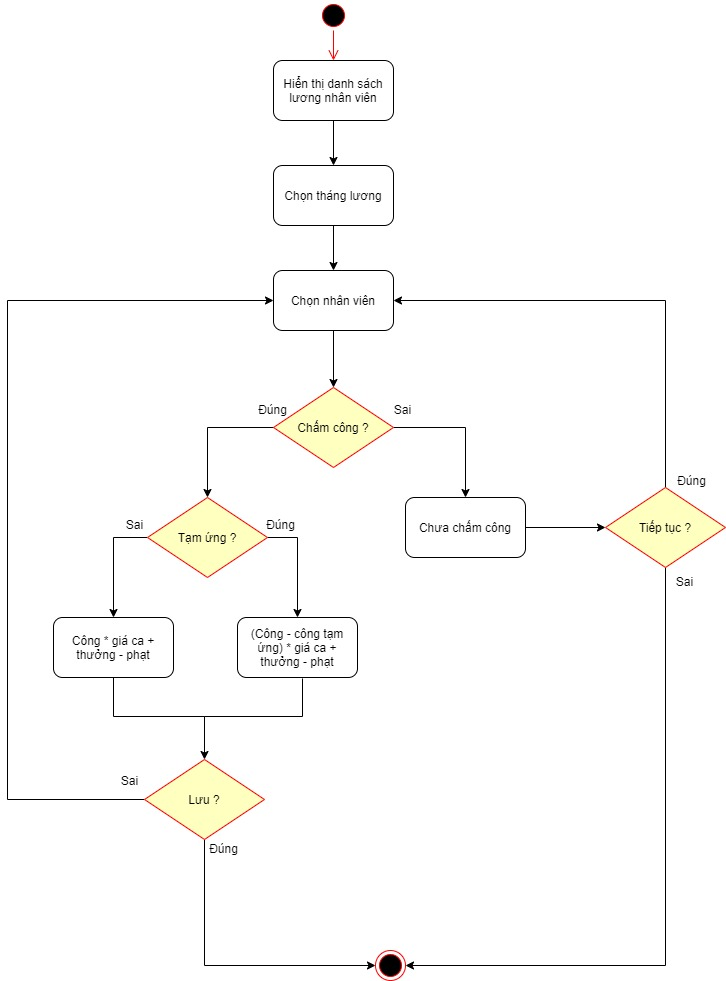 Hiển thị danh sách
lương nhân viên
Chọn tháng lương
Chọn nhân viên
Đúng
Sai
Chấm công ?
Đúng
Sai
Đúng
Tạm ứng ?
Chưa chấm công
Tiếp tục ?
Sai
Công * giá ca +
thưởng - phạt
(Công - công tạm
ứng) * giá ca +
thưởng - phạt
Sai
Lưu ?
Đúng